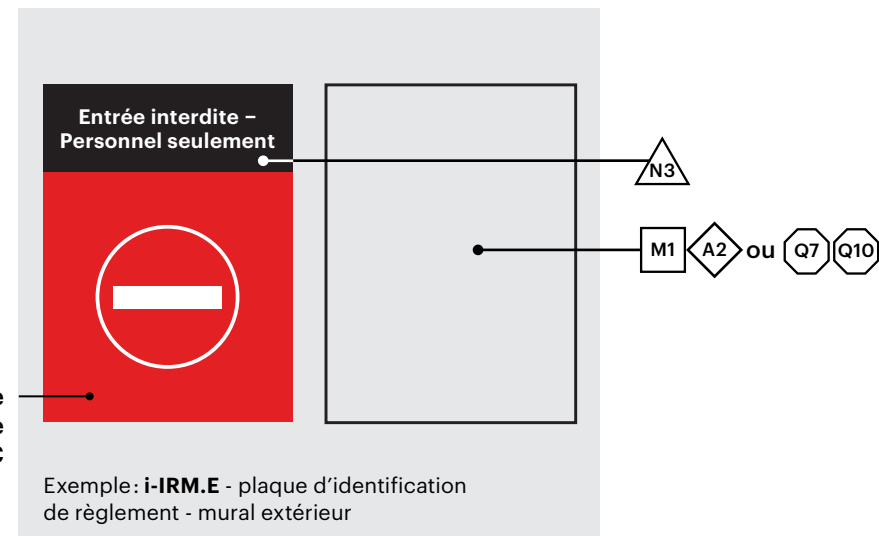 Entrée interdite –
Personnel seulement
N3
M1 A2 ou Q7 Q10
Exemple: i-IRM.E - plaque d'identification
de règlement - mural extérieur